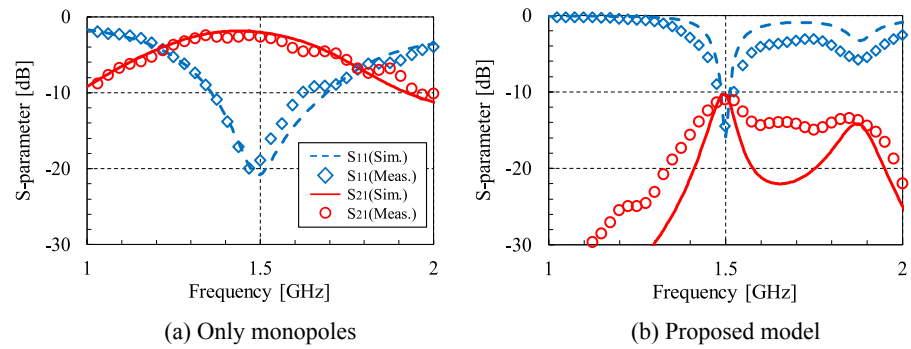 0
-10
-20
-30
S-parameter [dB]
1
1.5
2
Frequency [GHz]
S11(Sim.)
S11(Meas.)
S21(Sim.)
S21(Meas.)
(a) Only monopoles
0
-10
-20
-30
S-parameter [dB]
1
1.5
2
Frequency [GHz]
(b) Proposed model